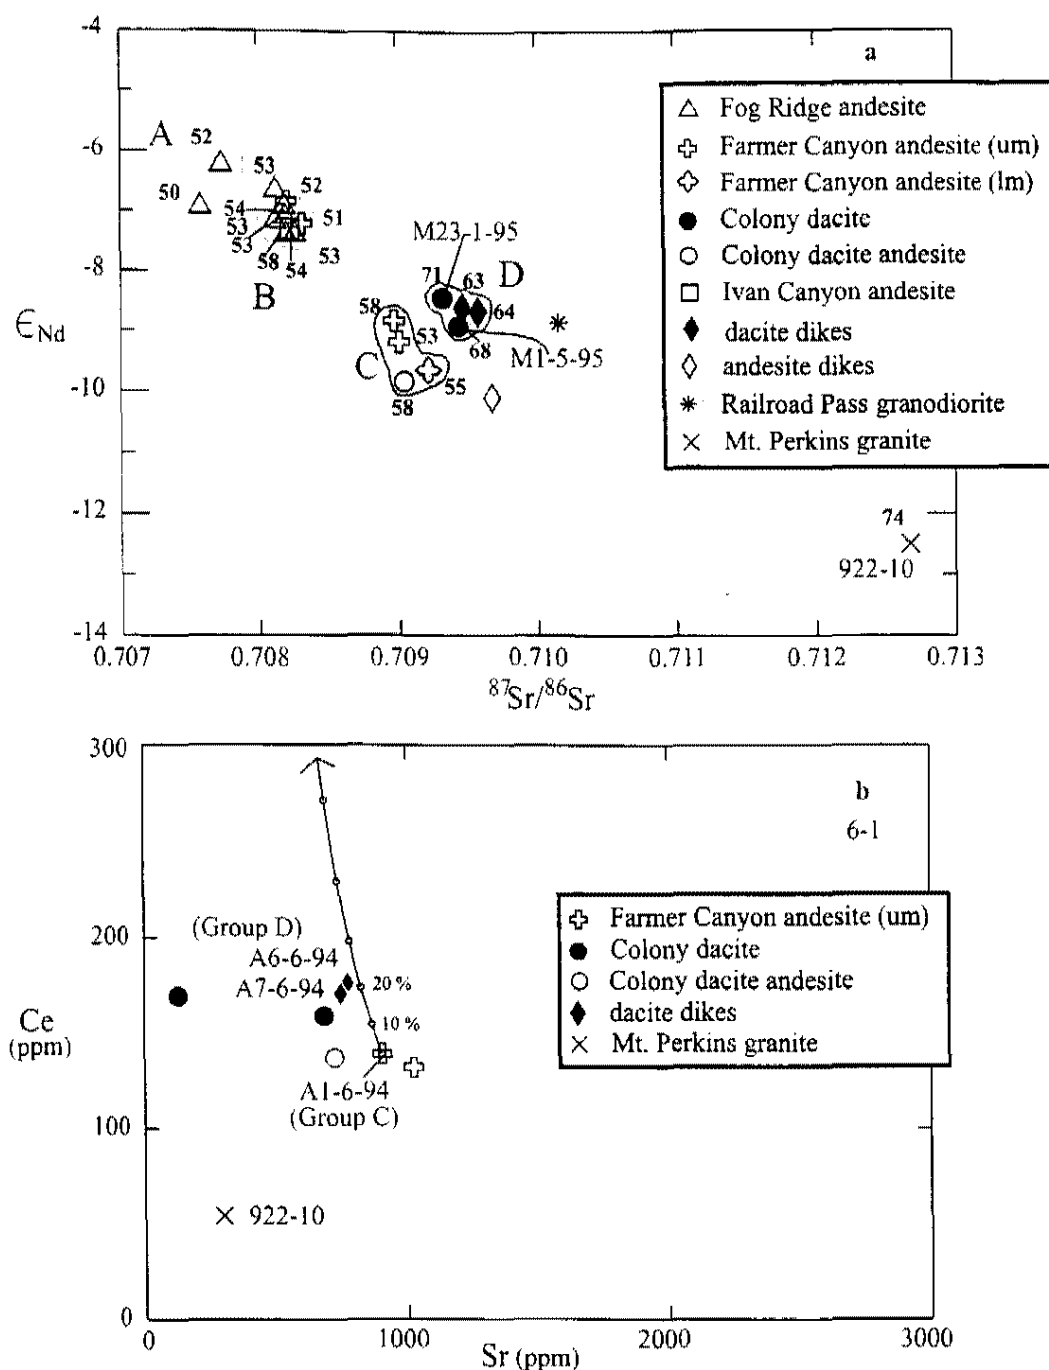 -4
a
Fog Ridge andesite
Farmer Canyon andesite (um)
Farmer Canyon andesite (lm)
Colony dacite
Colony dacite andesite
Ivan Canyon andesite
dacite dikes
andesite dikes
Railroad Pass granodiorite
Mt. Perkins granite
A
52
-6
50
53
52
54
51
53
58
54
53
B
-8
M23-1-95
71
63
D
64
ϵNd
58
53
68
M1-5-95
C
55
58
-10
-12
74
922-10
-14
0.707
0.708
0.709
0.710
0.711
0.712
0.713
87Sr/86Sr
300
b
6-1
Farmer Canyon andesite (um)
Colony dacite
Colony dacite andesite
dacite dikes
Mt. Perkins granite
200
(Group D)
A6-6-94
A7-6-94
20 %
10 %
Ce
(ppm)
A1-6-94
(Group C)
100
922-10
0
0
1000
2000
3000
Sr (ppm)